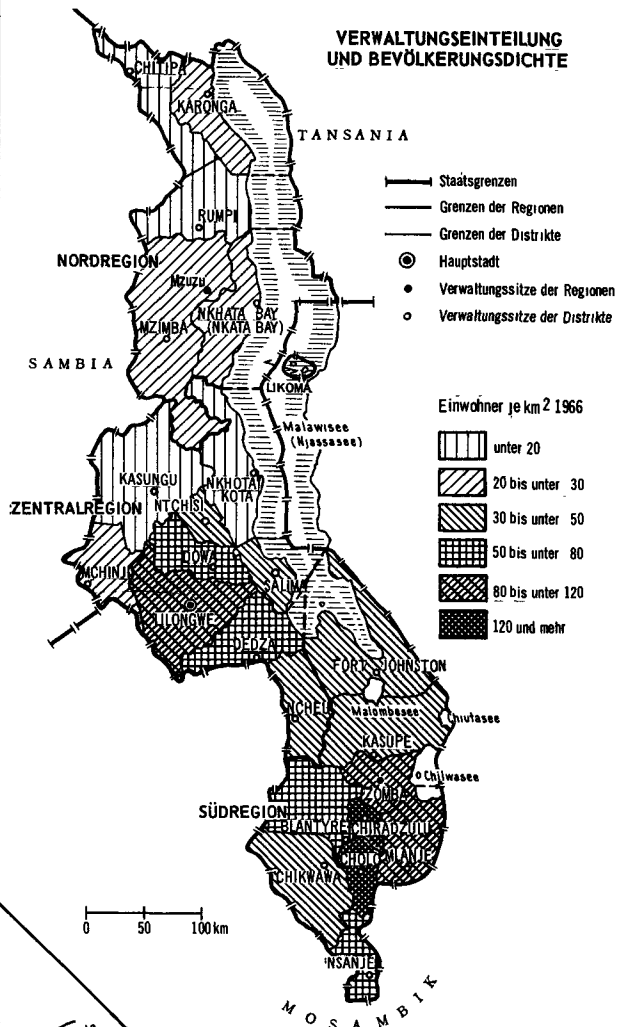 VERWALTUNGSEINTEILUNG
UND BEVÖLKERUNGSDICHTE
CHITIPA
KARONGA
TANSANIA
Staatsgrenzen
Grenzen der Regionen
Grenzen der Distrikte
Hauptstadt
Verwaltungssitze der Regionen
Verwaltungssitze der Distrikte
RUMPI
NORDREGION
Mzuzu
NKHATA BAY
(NKATA BAY)
MZIMBA
SAMBIA
LIKOMA
Malawisee
(Njassasee)
Einwohner je km² 1966
unter 20
20 bis unter 30
30 bis unter 50
50 bis unter 80
80 bis unter 120
120 und mehr
KASUNGU
NKHOTA
KOTA
NTCHISI
ZENTRALREGION
DOWA
MCHINJI
SALIMA
LILONGWE
DEDZA
FORT JOHNSTON
NCHEU
Malombesee
Chiutasee
KASUPE
Chilwasee
ZOMBA
SÜDREGION
BLANTYRE
CHIRADZULU
CHOLO
MLANJE
CHIKWAWA
0 50 100 km
NSANJE
MOSAMBIK